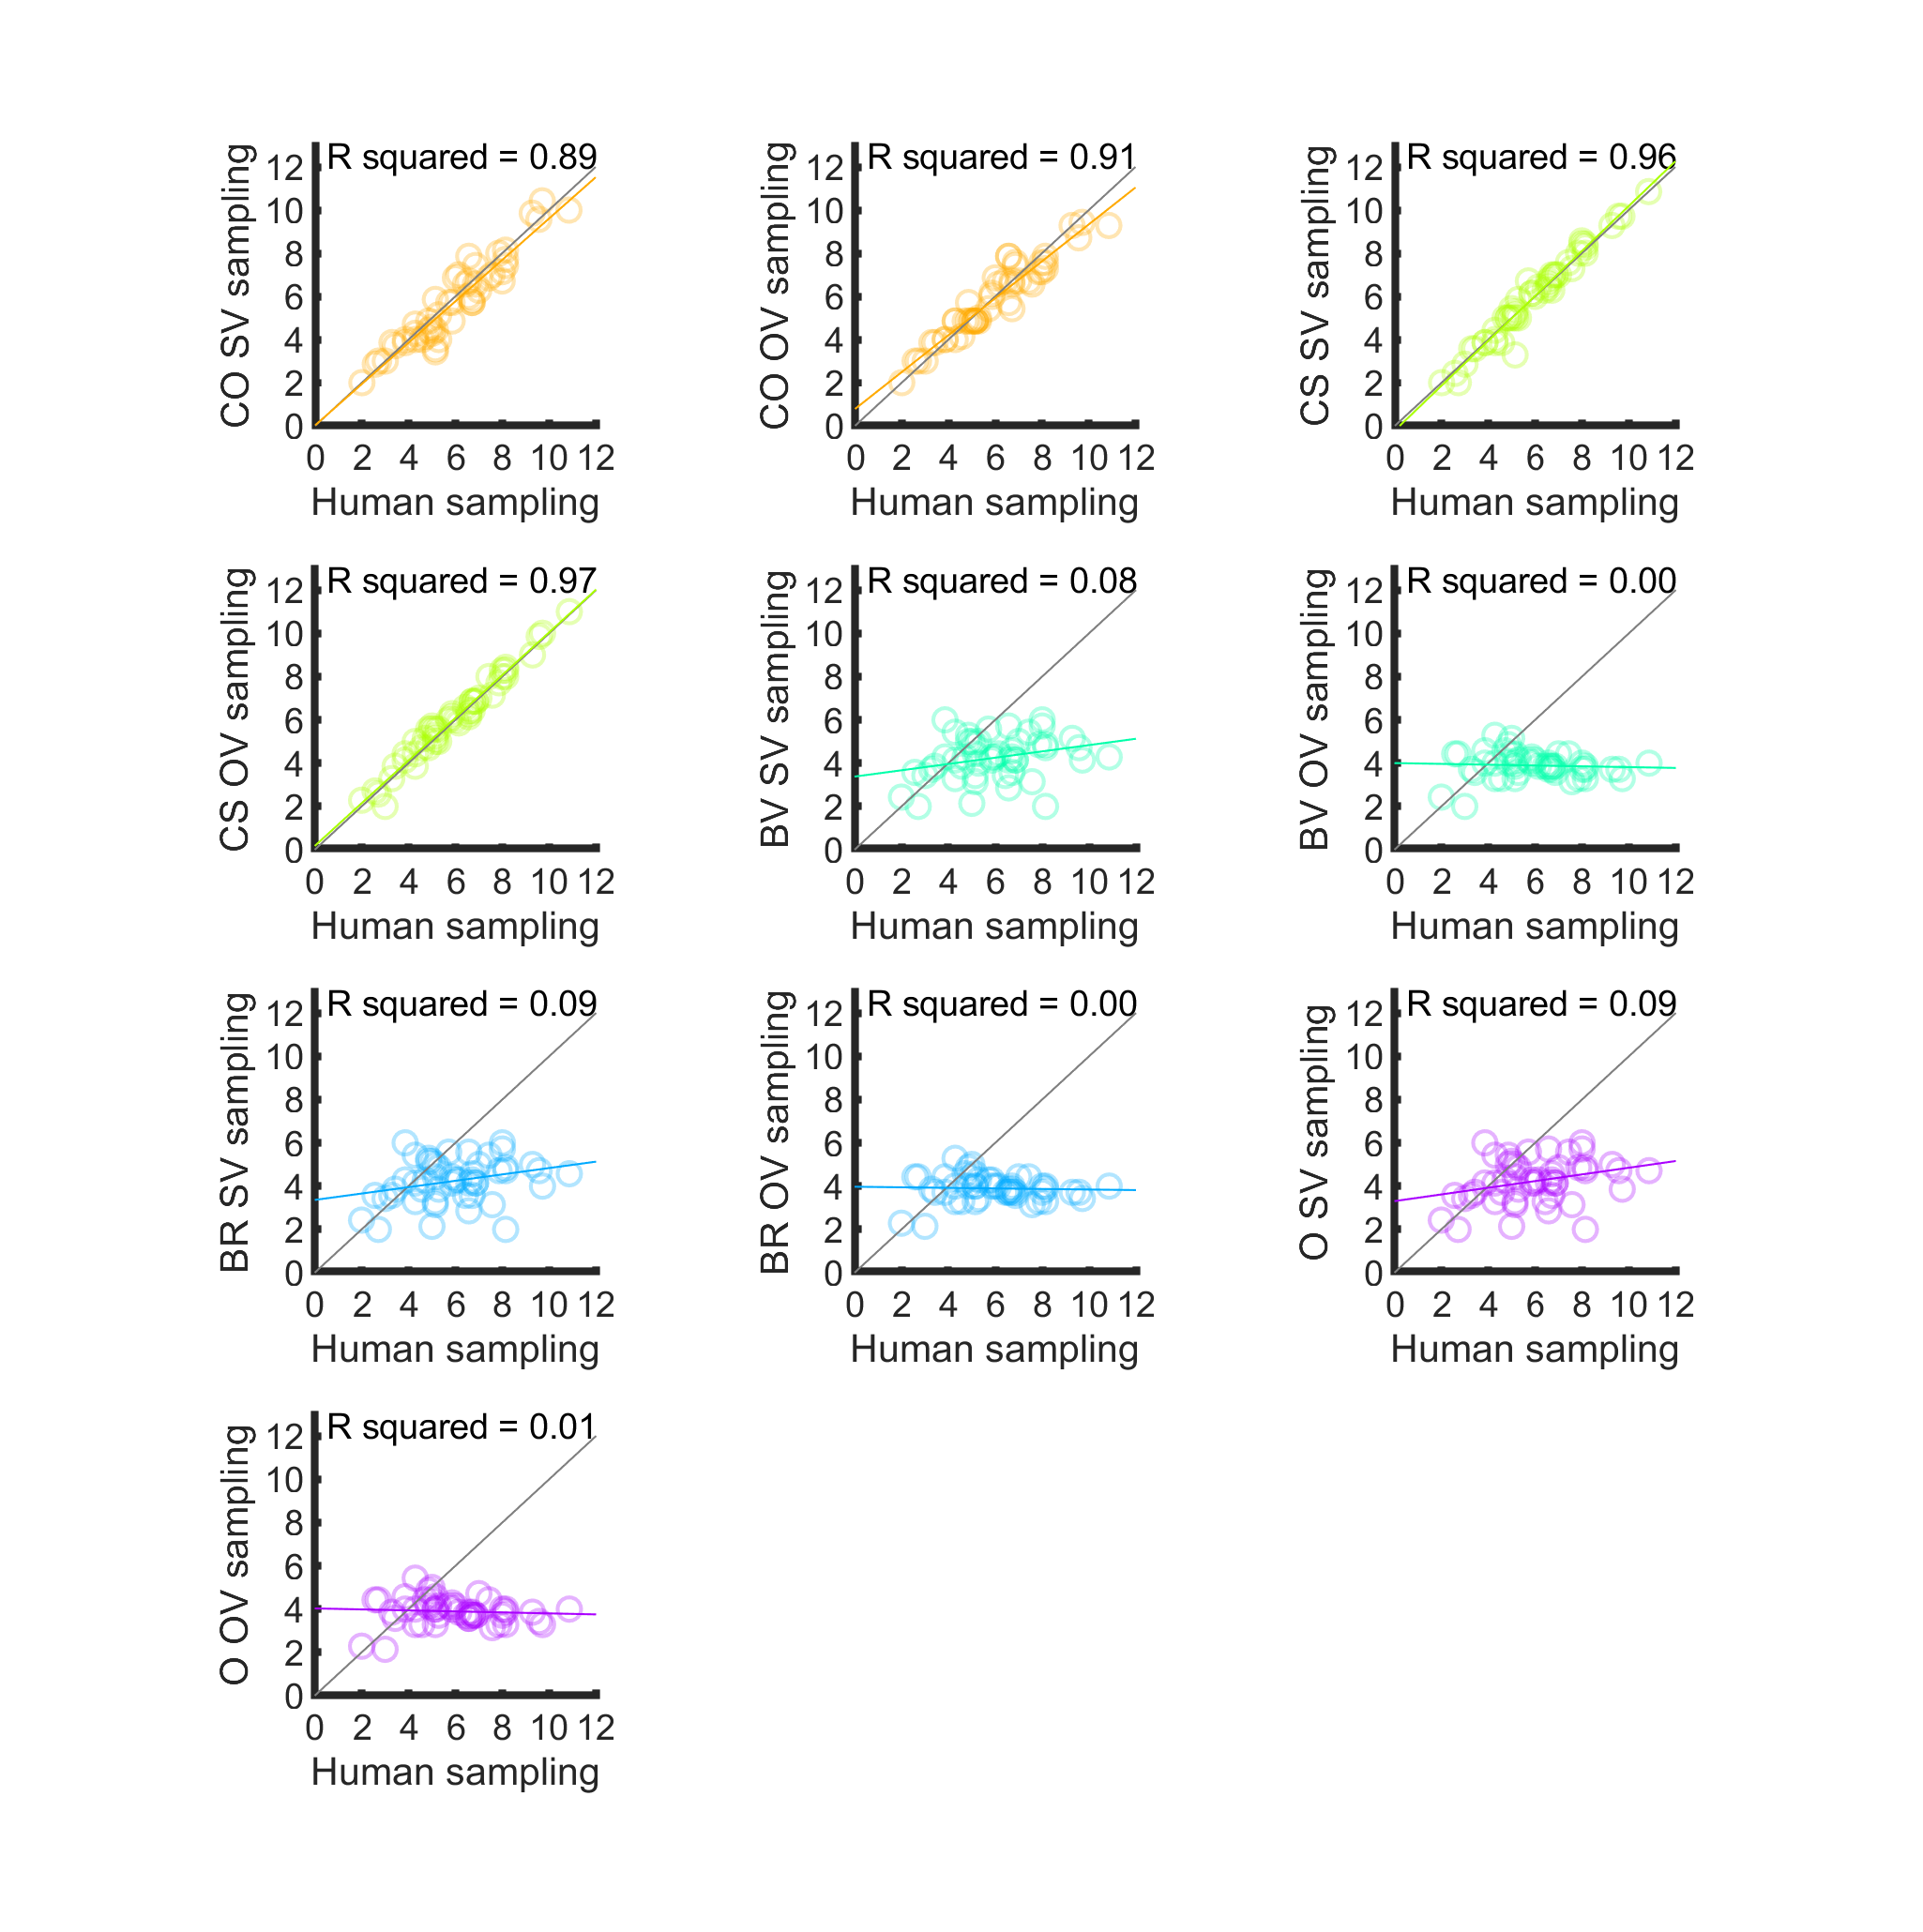 R squared = 0.89
CO SV sampling
12
10
8
6
4
2
0
0 2 4 6 8 10 12
Human sampling
R squared = 0.91
CO OV sampling
12
10
8
6
4
2
0
0 2 4 6 8 10 12
Human sampling
R squared = 0.96
CS SV sampling
12
10
8
6
4
2
0
0 2 4 6 8 10 12
Human sampling
R squared = 0.97
CS OV sampling
12
10
8
6
4
2
0
0 2 4 6 8 10 12
Human sampling
R squared = 0.08
BV SV sampling
12
10
8
6
4
2
0
0 2 4 6 8 10 12
Human sampling
R squared = 0.00
BV OV sampling
12
10
8
6
4
2
0
0 2 4 6 8 10 12
Human sampling
R squared = 0.09
BR SV sampling
12
10
8
6
4
2
0
0 2 4 6 8 10 12
Human sampling
R squared = 0.00
BR OV sampling
12
10
8
6
4
2
0
0 2 4 6 8 10 12
Human sampling
R squared = 0.09
O SV sampling
12
10
8
6
4
2
0
0 2 4 6 8 10 12
Human sampling
R squared = 0.01
O OV sampling
12
10
8
6
4
2
0
0 2 4 6 8 10 12
Human sampling